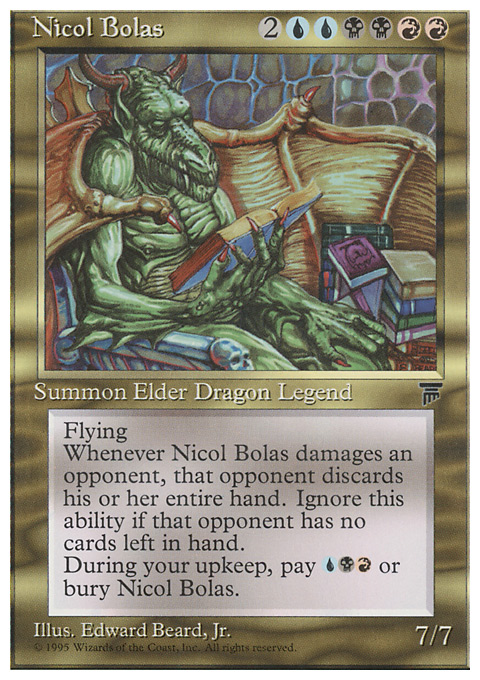 Nicol Bolas 2
Summon Elder Dragon Legend
Flying
Whenever Nicol Bolas damages an
opponent, that opponent discards
his or her entire hand. Ignore this
ability if that opponent has no
cards left in hand.
During your upkeep, pay or
bury Nicol Bolas.
Illus. Edward Beard, Jr.
7/7
© 1995 Wizards of the Coast, Inc. All rights reserved.